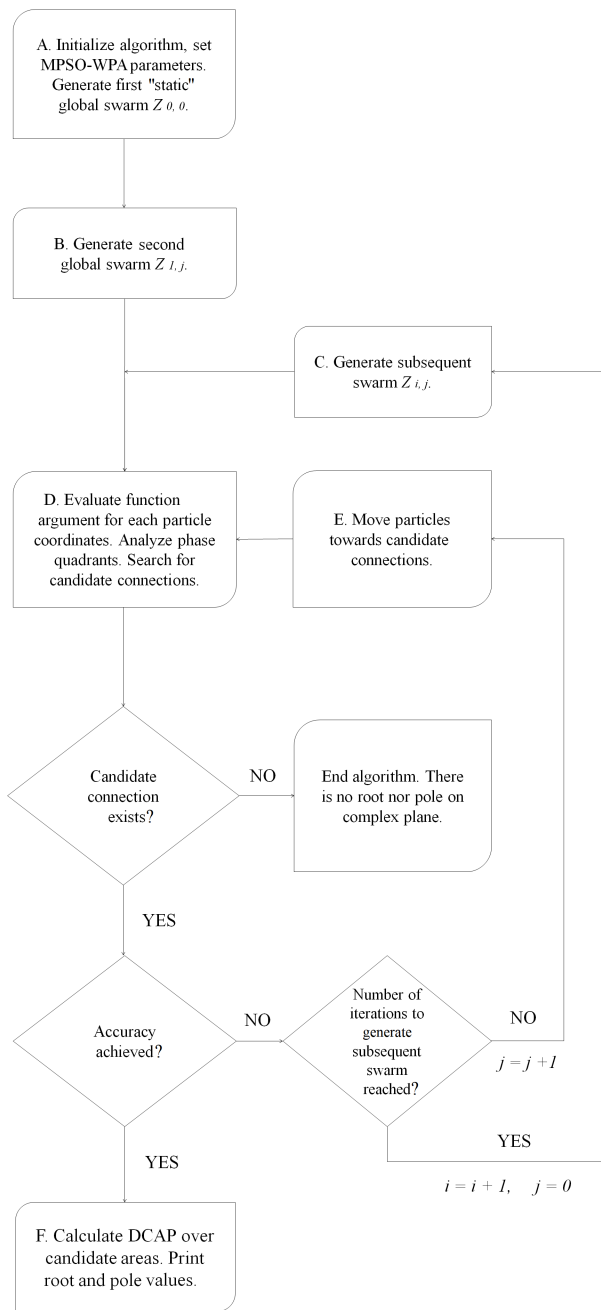 A. Initialize algorithm, set
MPSO-WPA parameters.
Generate first "static"
global swarm Z 0, 0.
B. Generate second
global swarm Z 1, j.
C. Generate subsequent
swarm Z i, j.
D. Evaluate function
argument for each particle
coordinates. Analyze phase
quadrants. Search for
candidate connections.
E. Move particles
towards candidate
connections.
Candidate
connection
exists?
NO
End algorithm. There
is no root nor pole on
complex plane.
YES
Accuracy
achieved?
NO
Number of
iterations to
generate
subsequent
swarm
reached?
NO
j = j +1
YES
i = i + 1, j = 0
YES
F. Calculate DCAP over
candidate areas. Print
root and pole values.